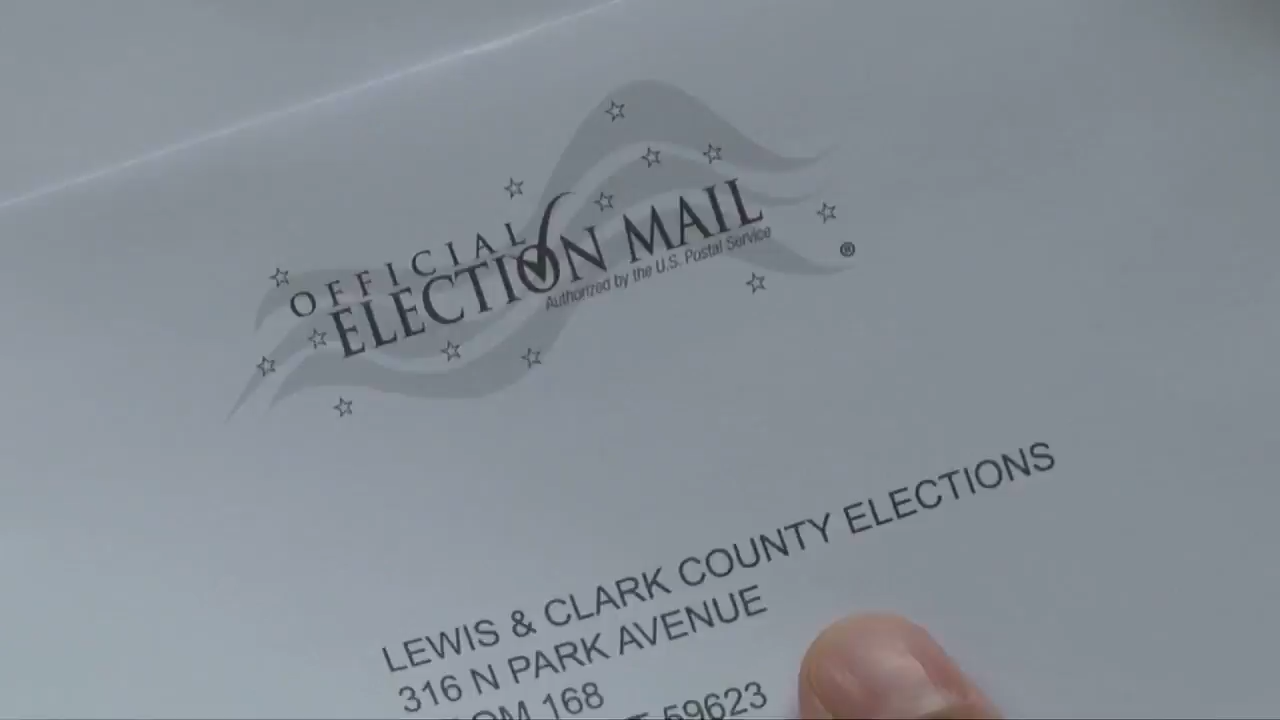 OFFICIAL
ELECTION MAIL
Authorized by the U.S. Postal Service
®
LEWIS & CLARK COUNTY ELECTIONS
316 N PARK AVENUE
168
59623